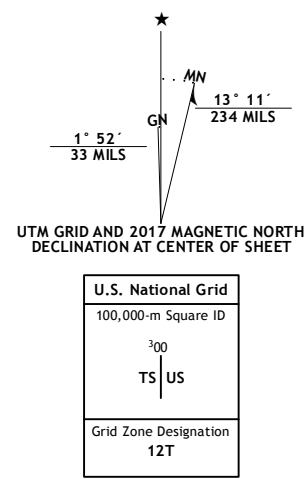 ★
MN
GN
13° 11´
234 MILS
1° 52´
33 MILS
UTM GRID AND 2017 MAGNETIC NORTH
DECLINATION AT CENTER OF SHEET
U.S. National Grid
100,000-m Square ID
³00
TS US
Grid Zone Designation
12T